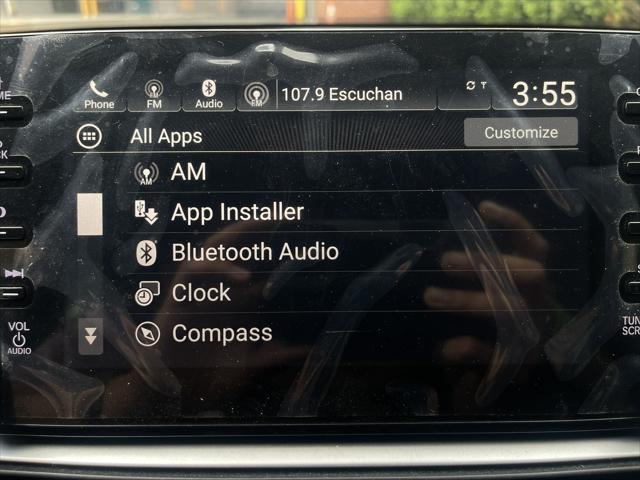 Phone
FM
Audio
FM
107.9 Escuchan
3:55
All Apps
Customize
AM
AM
App Installer
Bluetooth Audio
Clock
Compass
VOL
AUDIO